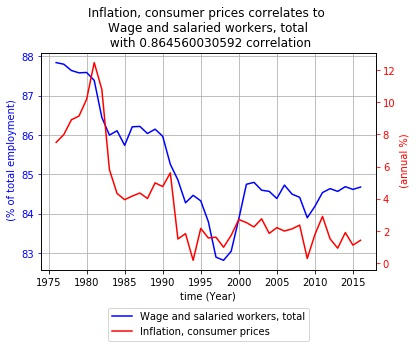 Inflation, consumer prices correlates to
Wage and salaried workers, total
with 0.864560030592 correlation
88
87
86
85
84
83
(% of total employment)
12
10
8
6
4
2
0
(annual %)
1975
1980
1985
1990
1995
2000
2005
2010
2015
time (Year)
Wage and salaried workers, total
Inflation, consumer prices